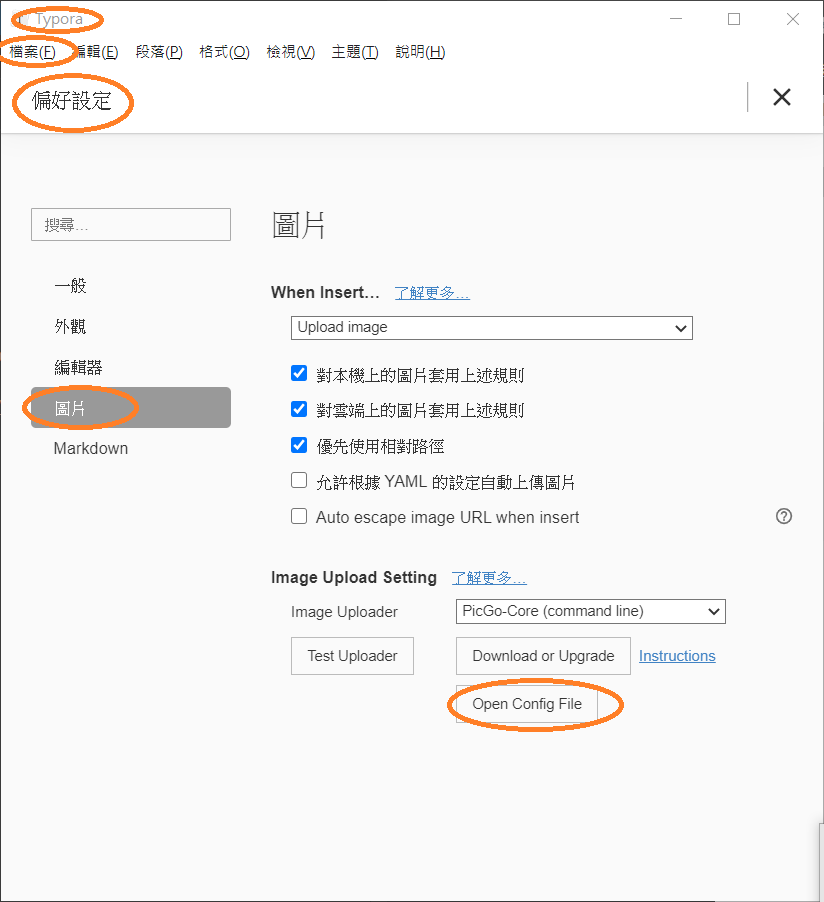 Typora
檔案(F) 編輯(E) 段落(P) 格式(O) 檢視(V) 主題(T) 說明(H)
偏好設定
搜尋...
一般
外觀
編輯器
圖片
Markdown
圖片
When Insert... 了解更多...
Upload image
對本機上的圖片套用上述規則
對雲端上的圖片套用上述規則
優先使用相對路徑
允許根據 YAML 的設定自動上傳圖片
Auto escape image URL when insert
Image Upload Setting 了解更多...
Image Uploader PicGo-Core (command line)
Test Uploader Download or Upgrade Instructions
Open Config File